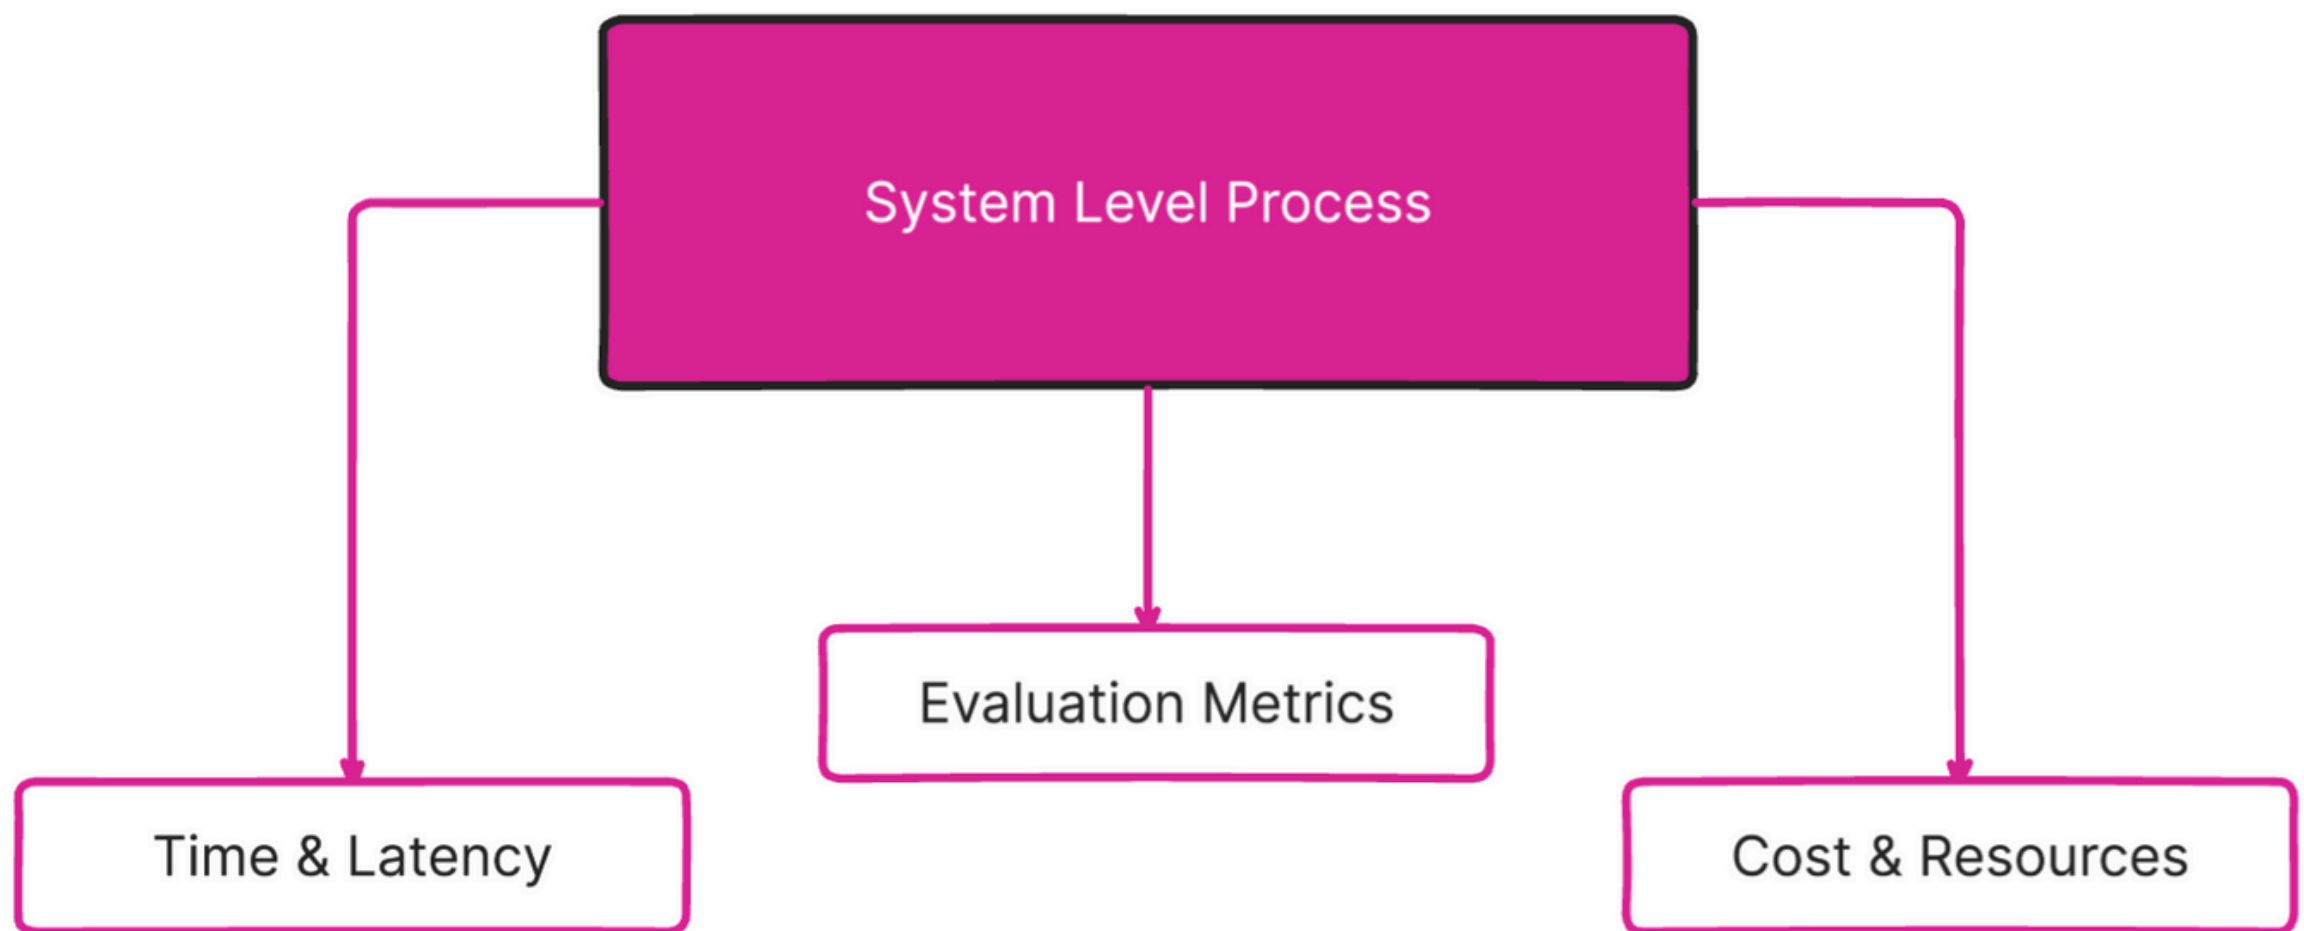 System Level Process
Evaluation Metrics
Time & Latency
Cost & Resources